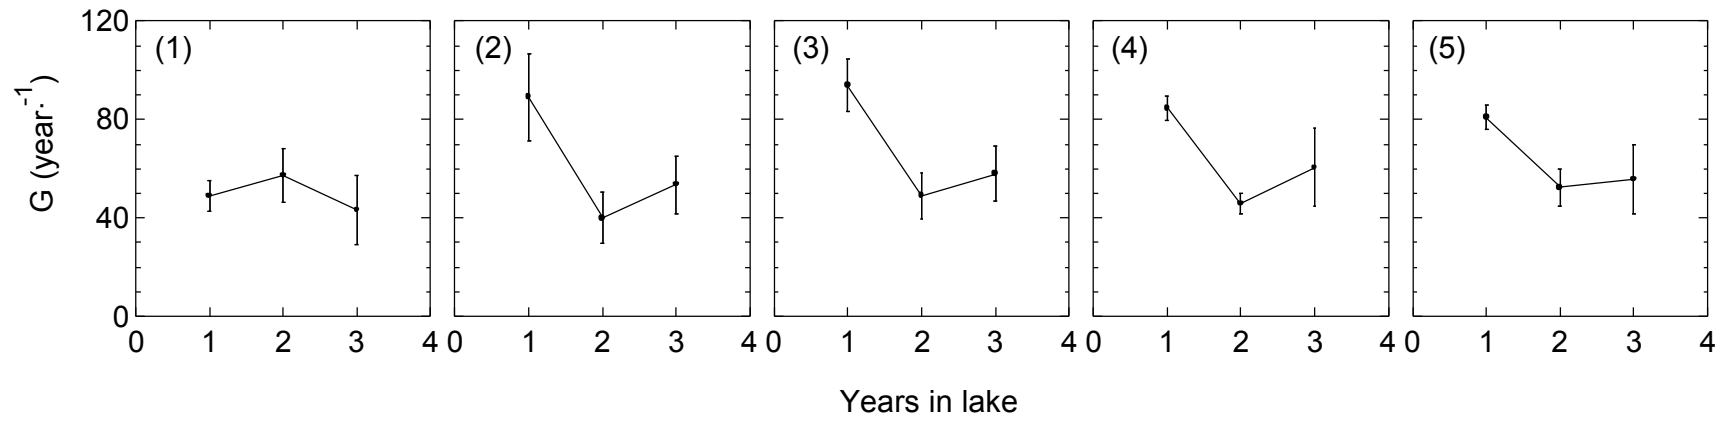 120
80
40
0
G (year·-1)
(1) (2) (3) (4) (5)
0 1 2 3 4 0 1 2 3 4 0 1 2 3 4 0 1 2 3 4 0 1 2 3 4
Years in lake